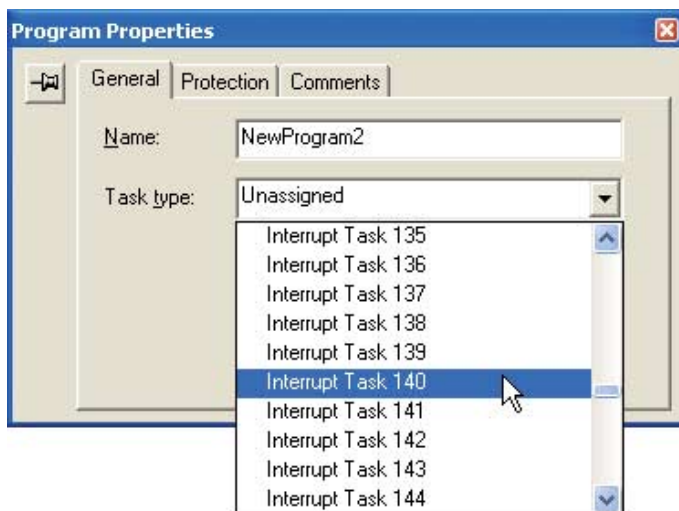 Program Properties
General Protection Comments
Name: NewProgram2
Task type: Unassigned
Interrupt Task 135
Interrupt Task 136
Interrupt Task 137
Interrupt Task 138
Interrupt Task 139
Interrupt Task 140
Interrupt Task 141
Interrupt Task 142
Interrupt Task 143
Interrupt Task 144